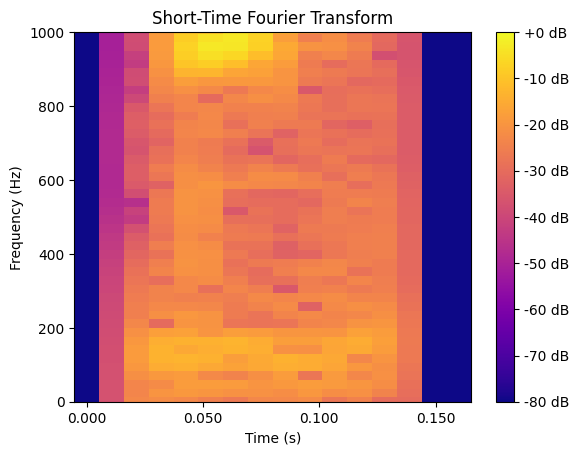 Short-Time Fourier Transform
1000
800
600
400
200
0
Frequency (Hz)
0.000
0.050
0.100
0.150
Time (s)
+0 dB
-10 dB
-20 dB
-30 dB
-40 dB
-50 dB
-60 dB
-70 dB
-80 dB